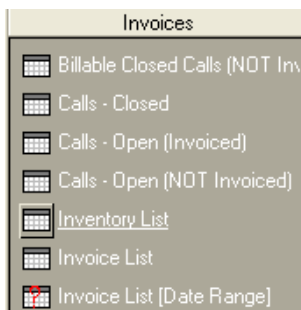 Invoices
Billable Closed Calls (NOT Inv
Calls - Closed
Calls - Open (Invoiced)
Calls - Open (NOT Invoiced)
Inventory List
Invoice List
Invoice List [Date Range]